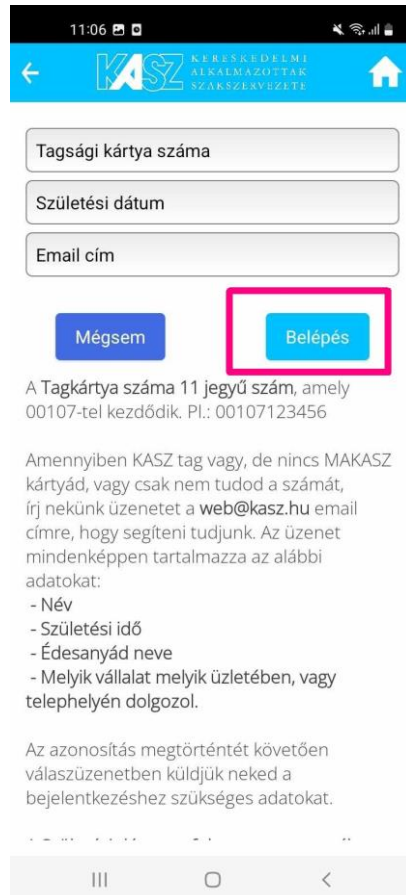 11:06
KASZ KERESKEDELMI
ALKALMAZOTTAK
SZAKSZERVEZETE
Tagsági kártya száma
Születési dátum
Email cím
Mégsem Belépés
A Tagkártya száma 11 jegyű szám, amely
00107-tel kezdődik. Pl.: 00107123456
Amennyiben KASZ tag vagy, de nincs MAKASZ
kártyád, vagy csak nem tudod a számát,
írj nekünk üzenetet a web@kasz.hu email
címre, hogy segíteni tudjunk. Az üzenet
mindenképpen tartalmazza az alábbi
adatokat:
- Név
- Születési idő
- Édesanyád neve
- Melyik vállalat melyik üzletében, vagy
telephelyén dolgozol.
Az azonosítás megtörténtét követően
válaszüzenetben küldjük neked a
bejelentkezéshez szükséges adatokat.